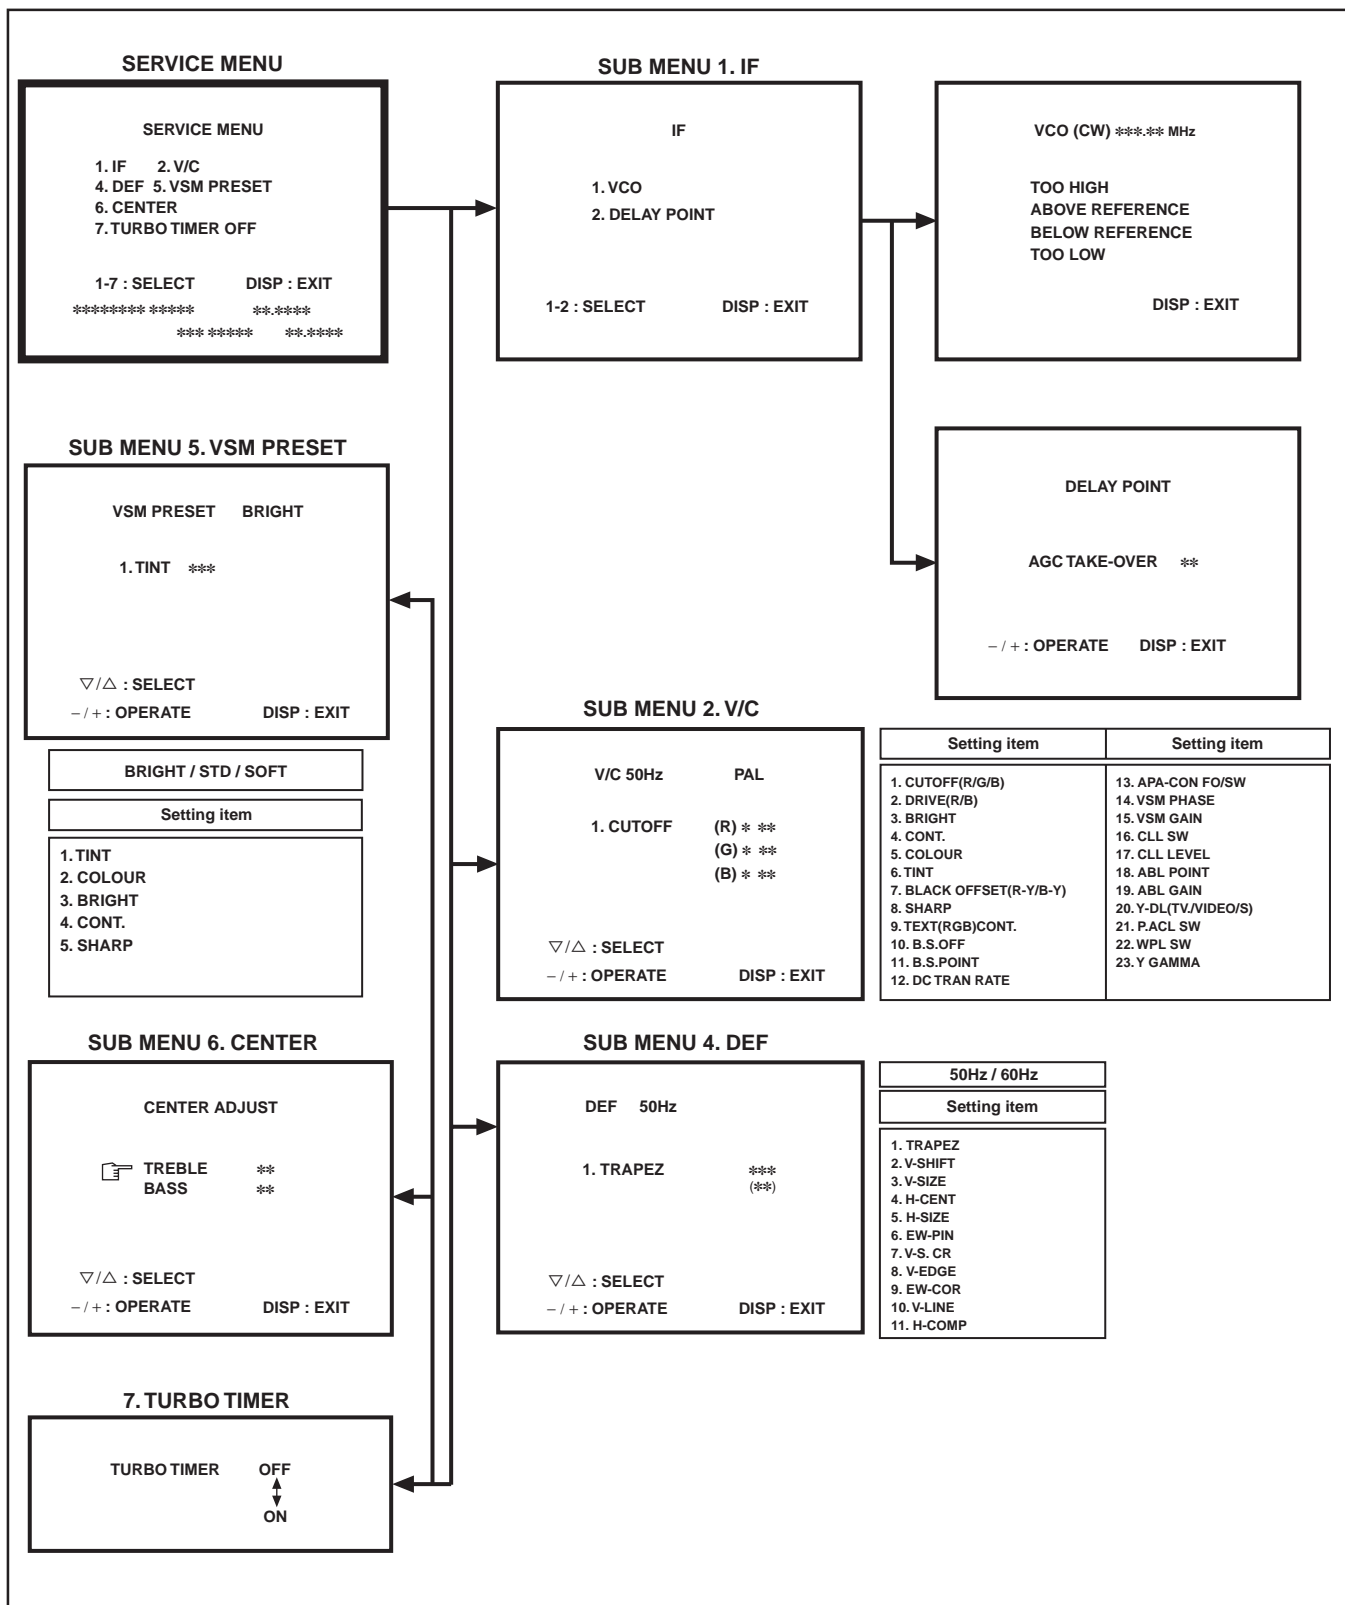 SERVICE MENU
SERVICE MENU
1. IF 2. V/C
4. DEF 5. VSM PRESET
6. CENTER
7. TURBO TIMER OFF
1-7 : SELECT DISP : EXIT
******** ***** **.****
*** ***** **.****
SUB MENU 1. IF
IF
1. VCO
2. DELAY POINT
1-2 : SELECT DISP : EXIT
VCO (CW) ***.** MHz
TOO HIGH
ABOVE REFERENCE
BELOW REFERENCE
TOO LOW
DISP : EXIT
DELAY POINT
AGC TAKE-OVER **
– / + : OPERATE DISP : EXIT
SUB MENU 5. VSM PRESET
VSM PRESET BRIGHT
1. TINT ***
▽/△ : SELECT
– / + : OPERATE DISP : EXIT
BRIGHT / STD / SOFT
Setting item
1. TINT
2. COLOUR
3. BRIGHT
4. CONT.
5. SHARP
SUB MENU 2. V/C
V/C 50Hz PAL
1. CUTOFF (R) * **
(G) * **
(B) * **
▽/△ : SELECT
– / + : OPERATE DISP : EXIT
Setting item
1. CUTOFF(R/G/B)
2. DRIVE(R/B)
3. BRIGHT
4. CONT.
5. COLOUR
6. TINT
7. BLACK OFFSET(R-Y/B-Y)
8. SHARP
9. TEXT(RGB)CONT.
10. B.S.OFF
11. B.S.POINT
12. DC TRAN RATE
Setting item
13. APA-CON FO/SW
14. VSM PHASE
15. VSM GAIN
16. CLL SW
17. CLL LEVEL
18. ABL POINT
19. ABL GAIN
20. Y-DL(TV./VIDEO/S)
21. P.ACL SW
22. WPL SW
23. Y GAMMA
SUB MENU 6. CENTER
CENTER ADJUST
☞ TREBLE **
BASS **
▽/△ : SELECT
– / + : OPERATE DISP : EXIT
SUB MENU 4. DEF
DEF 50Hz
1. TRAPEZ ***
(**)
▽/△ : SELECT
– / + : OPERATE DISP : EXIT
50Hz / 60Hz
Setting item
1. TRAPEZ
2. V-SHIFT
3. V-SIZE
4. H-CENT
5. H-SIZE
6. EW-PIN
7. V-S. CR
8. V-EDGE
9. EW-COR
10. V-LINE
11. H-COMP
7. TURBO TIMER
TURBO TIMER OFF
ON